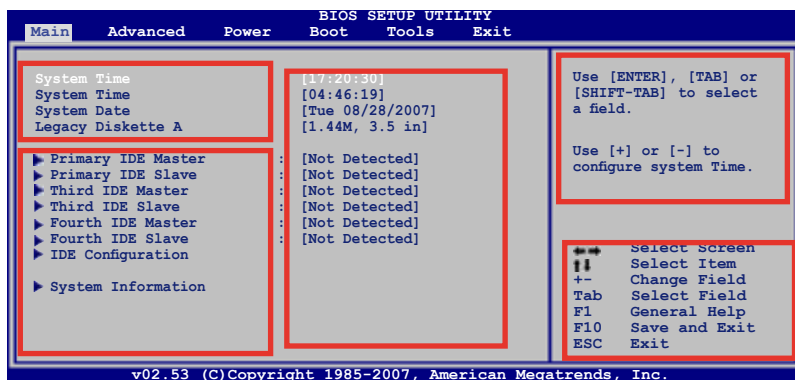 BIOS SETUP UTILITY
Main Advanced Power Boot Tools Exit
System Time [17:20:30]
System Time [04:46:19]
System Date [Tue 08/28/2007]
Legacy Diskette A [1.44M, 3.5 in]
Primary IDE Master : [Not Detected]
Primary IDE Slave : [Not Detected]
Third IDE Master : [Not Detected]
Third IDE Slave : [Not Detected]
Fourth IDE Master : [Not Detected]
Fourth IDE Slave : [Not Detected]
IDE Configuration
System Information
Use [ENTER], [TAB] or
[SHIFT-TAB] to select
a field.
Use [+] or [-] to
configure system Time.
Select Screen
Select Item
+- Change Field
Tab Select Field
F1 General Help
F10 Save and Exit
ESC Exit
v02.53 (C)Copyright 1985-2007, American Megatrends, Inc.